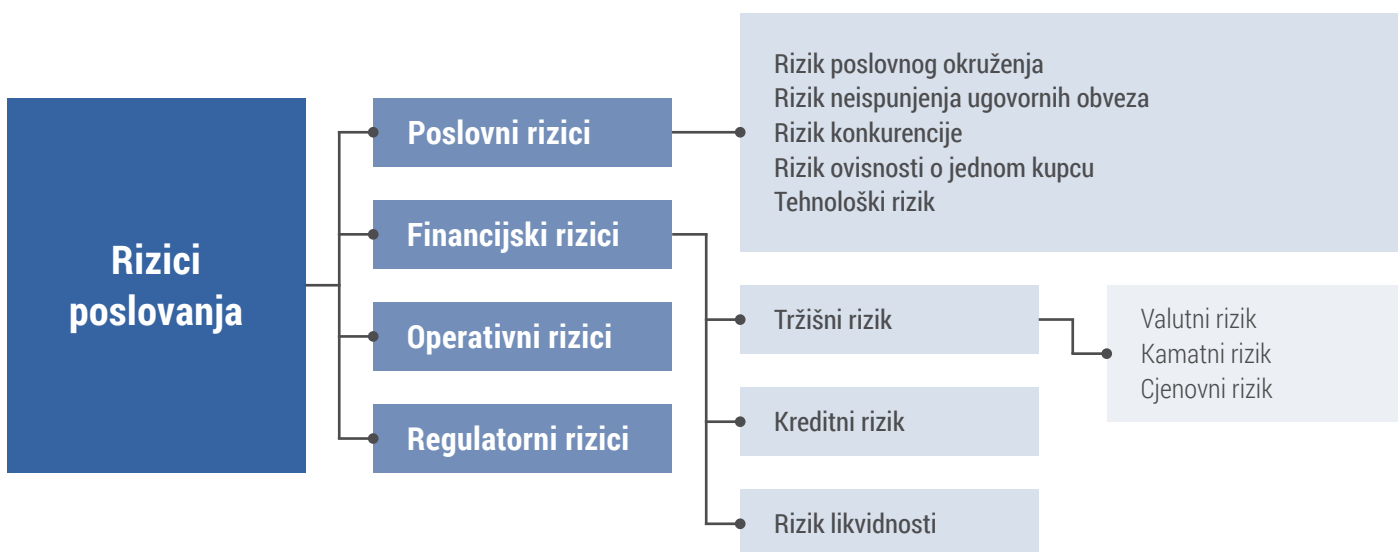 Rizici
poslovanja
Poslovni rizici
Financijski rizici
Operativni rizici
Regulatorni rizici
Rizik poslovnog okruženja
Rizik neispunjenja ugovornih obveza
Rizik konkurencije
Rizik ovisnosti o jednom kupcu
Tehnološki rizik
Tržišni rizik
Kreditni rizik
Rizik likvidnosti
Valutni rizik
Kamatni rizik
Cjenovni rizik